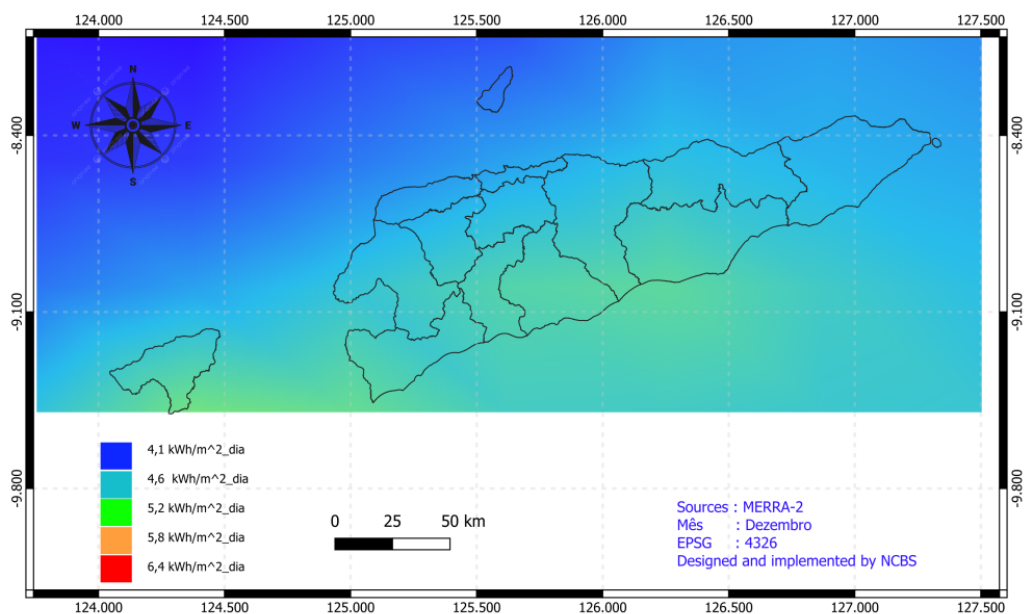 124.000 124.500 125.000 125.500 126.000 126.500 127.000 127.500
N
W E
S
-8.400 -8.400
-9.100 -9.100
-9.800 -9.800
4,1 kWh/m^2_dia
4,6 kWh/m^2_dia
5,2 kWh/m^2_dia
5,8 kWh/m^2_dia
6,4 kWh/m^2_dia
0 25 50 km
Sources : MERRA-2
Mês : Dezembro
EPSG : 4326
Designed and implemented by NCBS
124.000 124.500 125.000 125.500 126.000 126.500 127.000 127.500